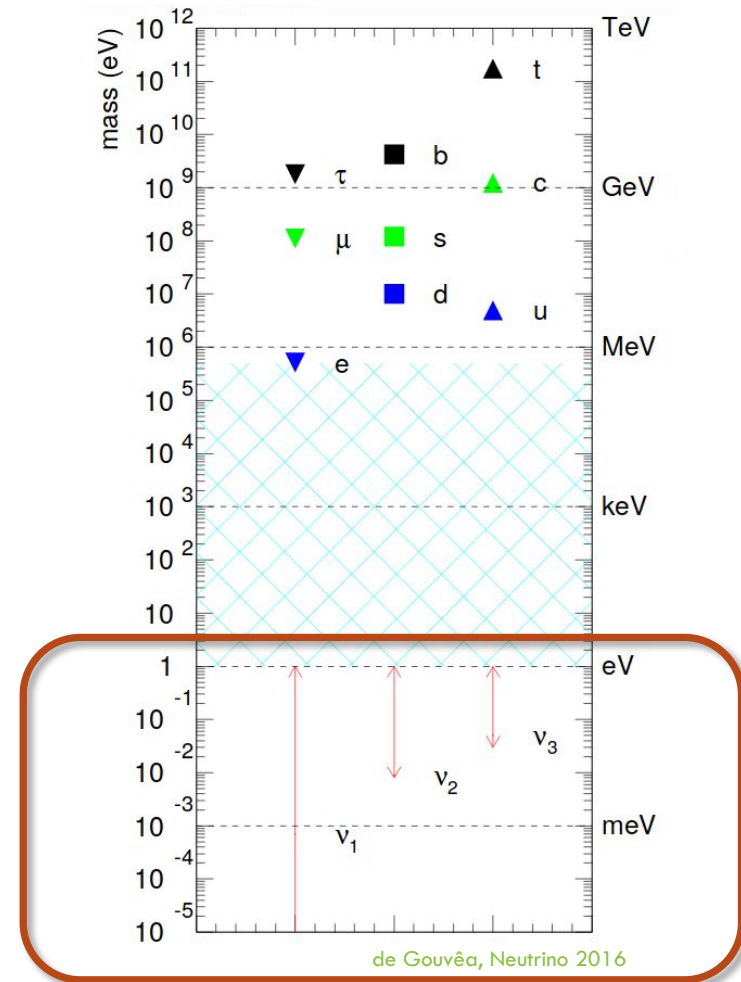 mass (eV)
10 12
TeV
10 11
t
10 10
b
τ
c
10 9
GeV
10 8
μ
s
10 7
d
u
10 6
MeV
e
10 5
10 4
10 3
keV
10 2
10
1
eV
10 -1
ν3
10 -2
ν2
10 -3
meV
ν1
10 -4
10 -5
de Gouvêa, Neutrino 2016